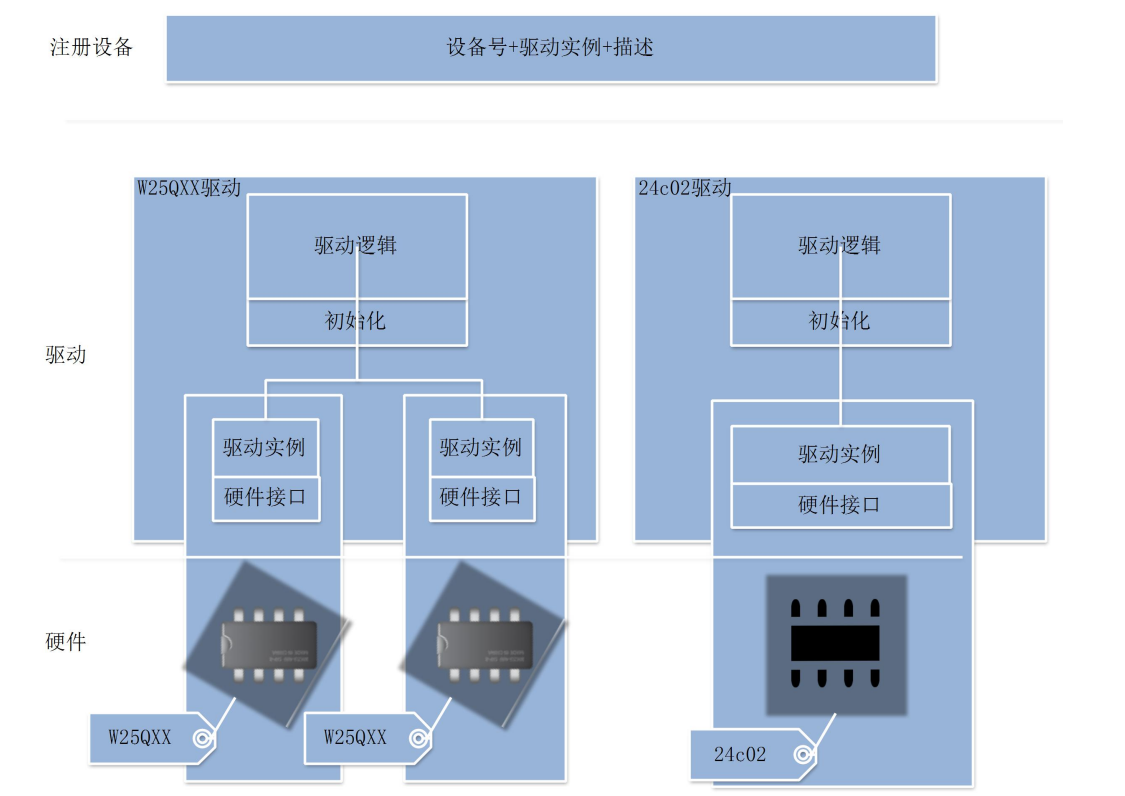 注册设备
设备号+驱动实例+描述
W25QXX驱动
24c02驱动
驱动逻辑
驱动逻辑
初始化
初始化
驱动
驱动实例
驱动实例
驱动实例
硬件接口
硬件接口
硬件接口
硬件
W25QXX
W25QXX
24c02